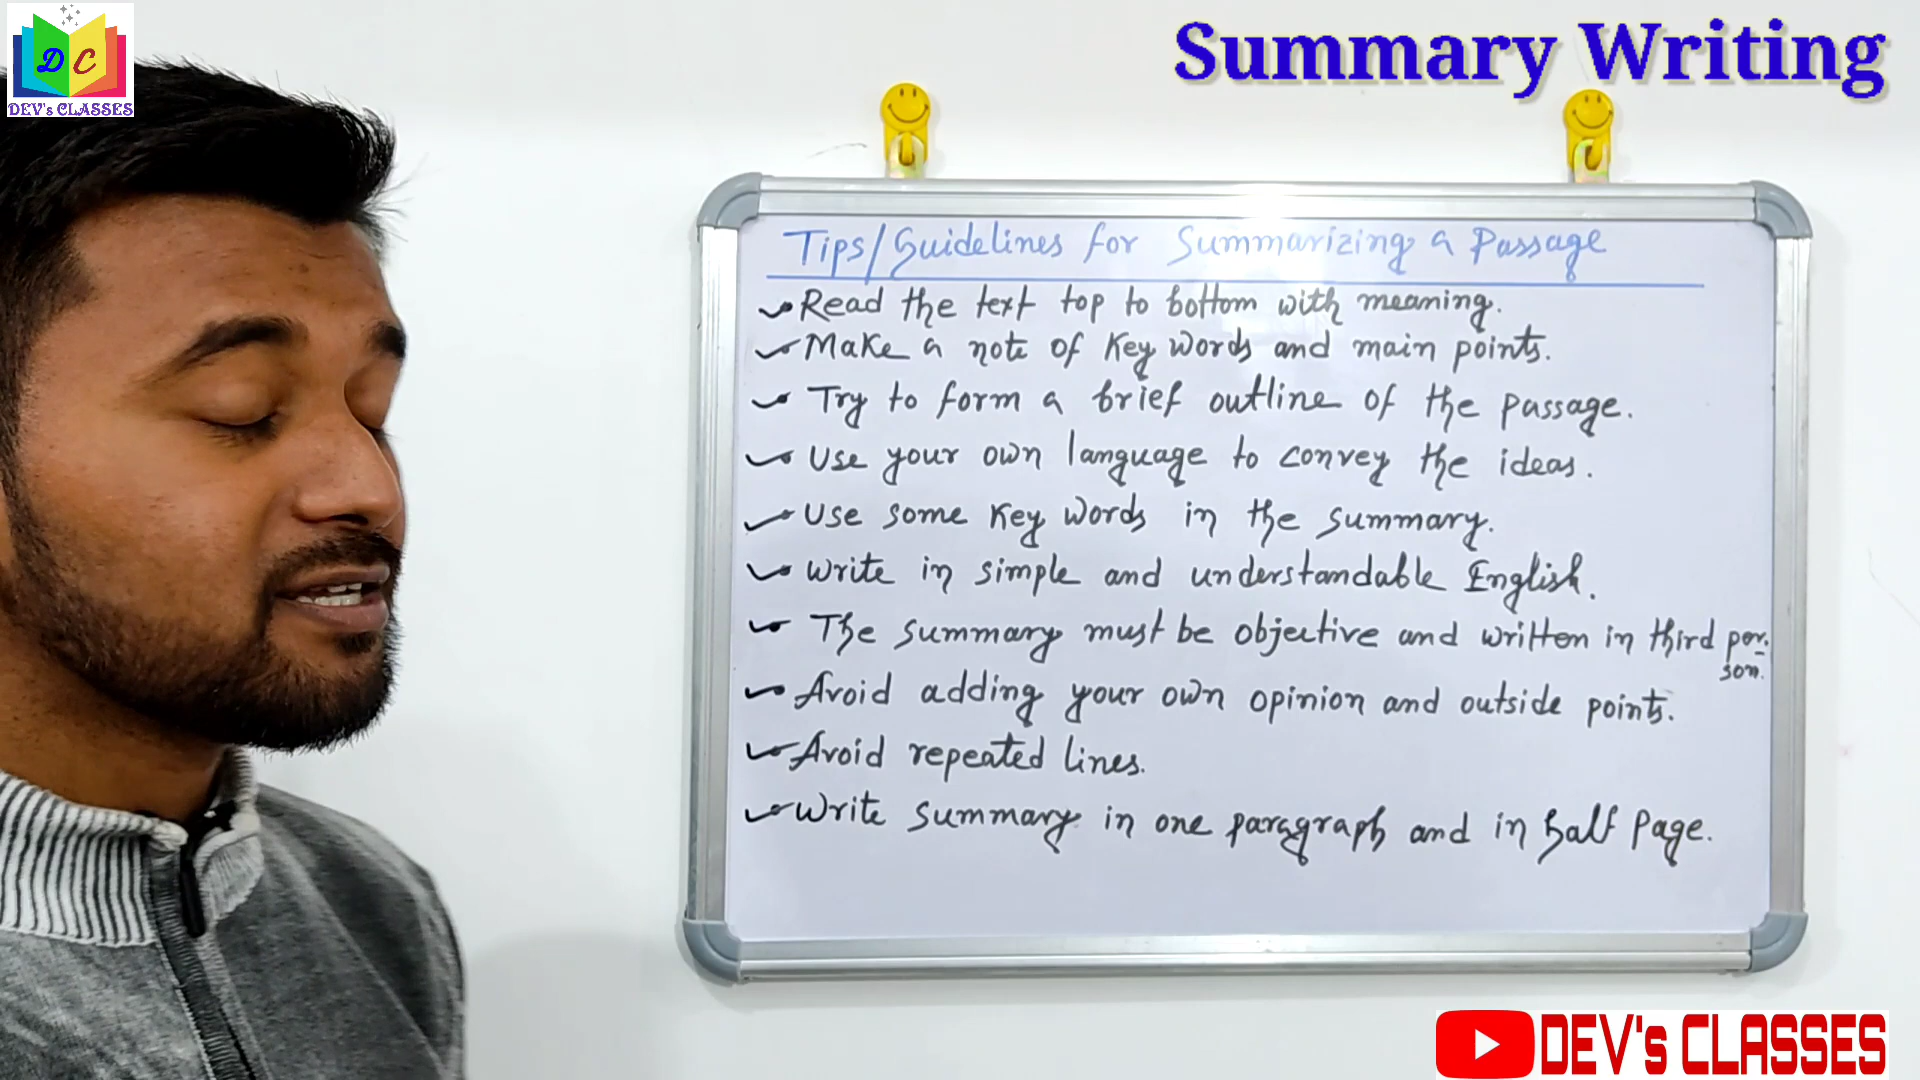 D C
DEV's CLASSES
Summary Writing
Tips/Guidelines for Summarizing a Passage
Read the text top to bottom with meaning.
Make a note of Key words and main points.
Try to form a brief outline of the passage.
Use your own language to convey the ideas.
Use some Key words in the summary.
Write in simple and understandable English.
The summary must be objective and written in third per-
son.
Avoid adding your own opinion and outside points.
Avoid repeated lines.
Write summary in one paragraph and in half page.
DEV's CLASSES